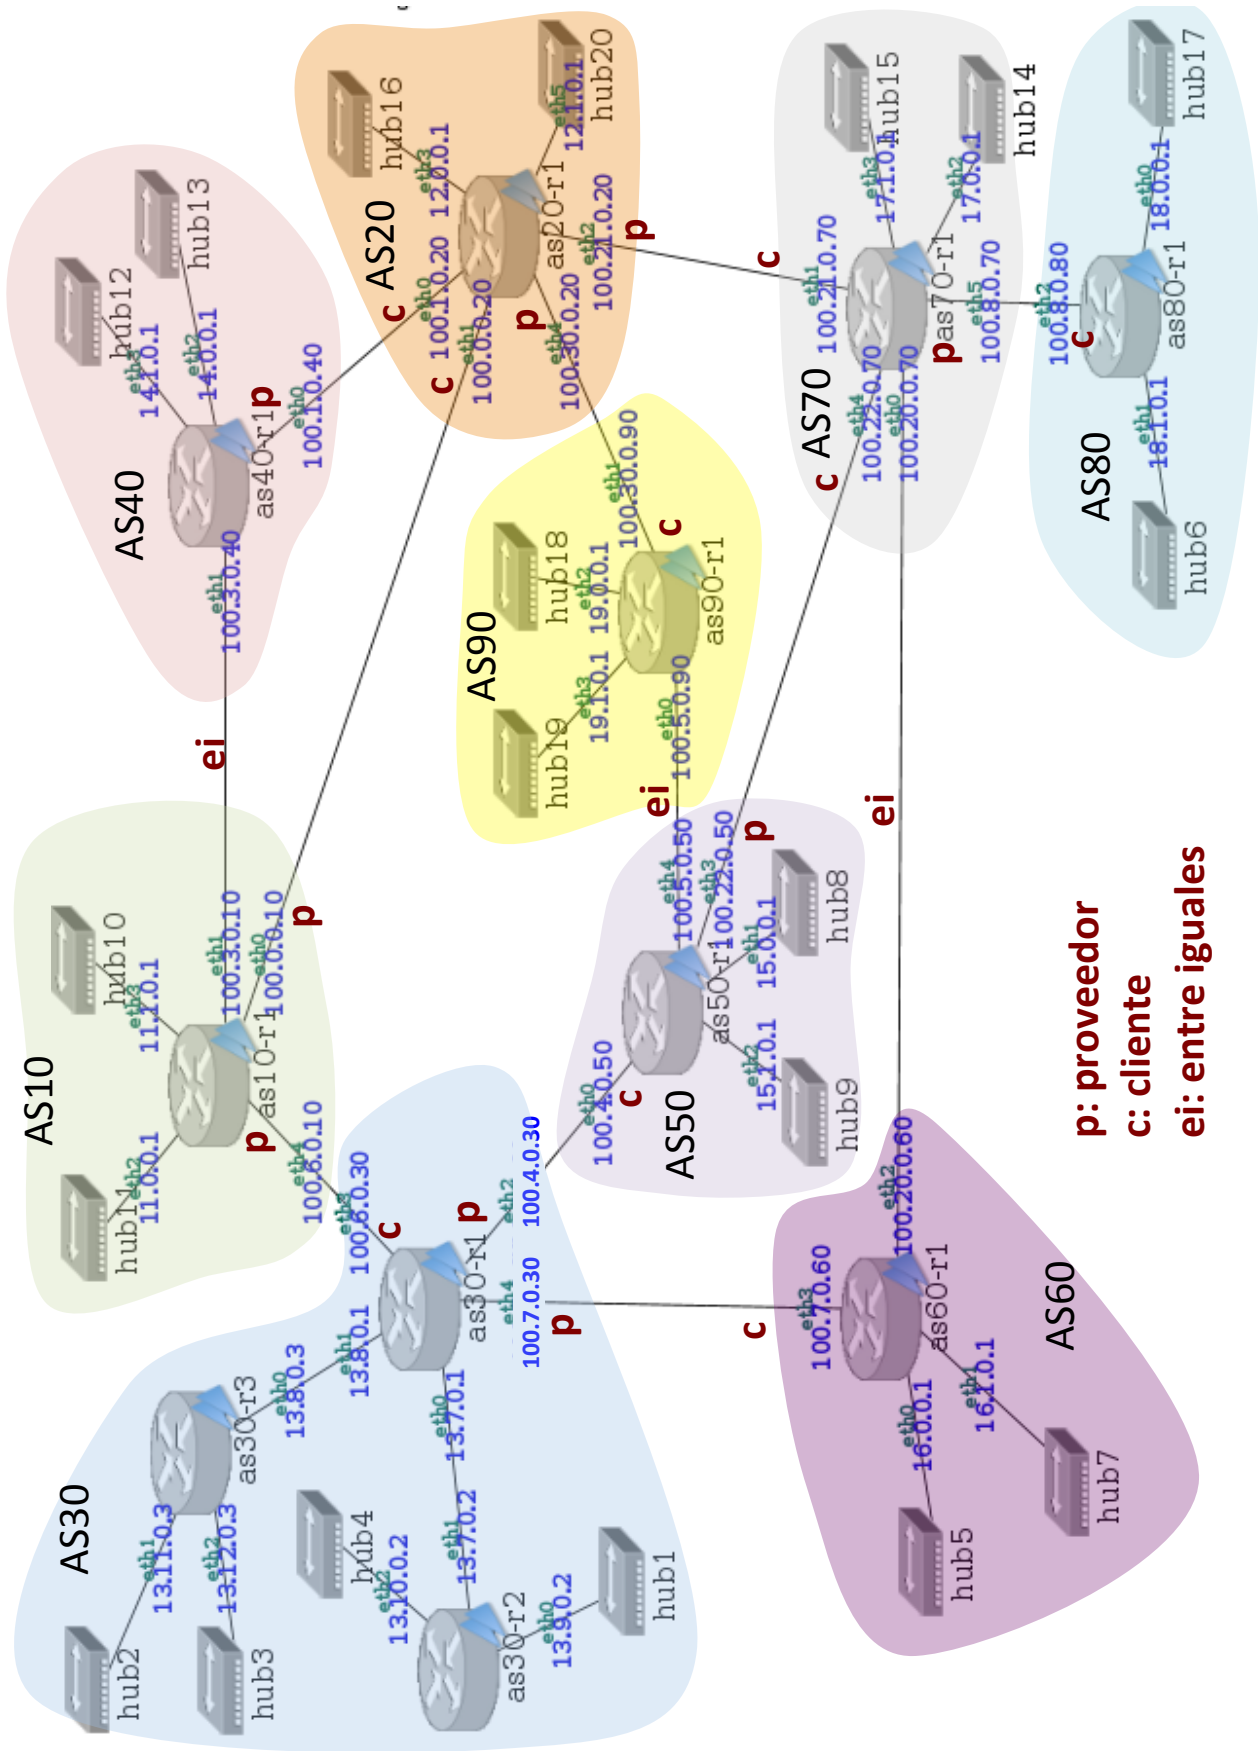 AS40
hub12
hub13
eth3
14.1.0.1
eth2
14.0.0.1
as40-r1
p
eth0
100.1.0.40
eth1
100.3.0.40
ei
AS20
hub16
hub20
eth3
12.0.0.1
eth5
12.1.0.1
as20-r1
c
eth0
100.1.0.20
c
eth1
100.0.0.20
p
eth4
100.30.0.20
eth2
100.21.0.20
p
AS10
hub10
hub11
eth3
11.1.0.1
eth2
11.0.0.1
as10-r1
eth1
100.3.0.10
eth0
100.0.0.10
p
p
eth4
100.6.0.10
AS90
hub18
hub19
eth2
19.0.0.1
eth3
19.1.0.1
as90-r1
eth1
100.30.0.90
c
eth0
100.5.0.90
ei
AS70
hub15
hub14
eth3
17.1.0.1
eth2
17.0.0.1
as70-r1
c
eth1
100.21.0.70
c
eth4
100.22.0.70
eth0
100.20.0.70
p
eth5
100.8.0.70
ei
AS80
hub17
hub6
eth2
100.8.0.80
c
eth0
18.0.0.1
eth1
18.1.0.1
as80-r1
AS50
hub8
hub9
eth4
100.5.0.50
eth3
100.22.0.50
p
as50-r1
eth1
15.0.0.1
eth2
15.1.0.1
eth0
100.4.0.50
c
AS30
eth3
100.6.0.30
c
p
eth2
100.4.0.30
eth4
100.7.0.30
p
as30-r1
eth1
13.8.0.1
eth0
13.8.0.3
as30-r3
eth1
13.11.0.3
eth2
13.12.0.3
hub2
hub3
eth0
13.7.0.1
eth1
13.7.0.2
hub4
eth2
13.10.0.2
as30-r2
eth0
13.9.0.2
hub1
AS60
c
eth3
100.7.0.60
eth2
100.20.0.60
as60-r1
eth0
16.0.0.1
eth1
16.1.0.1
hub5
hub7
p: proveedor
c: cliente
ei: entre iguales